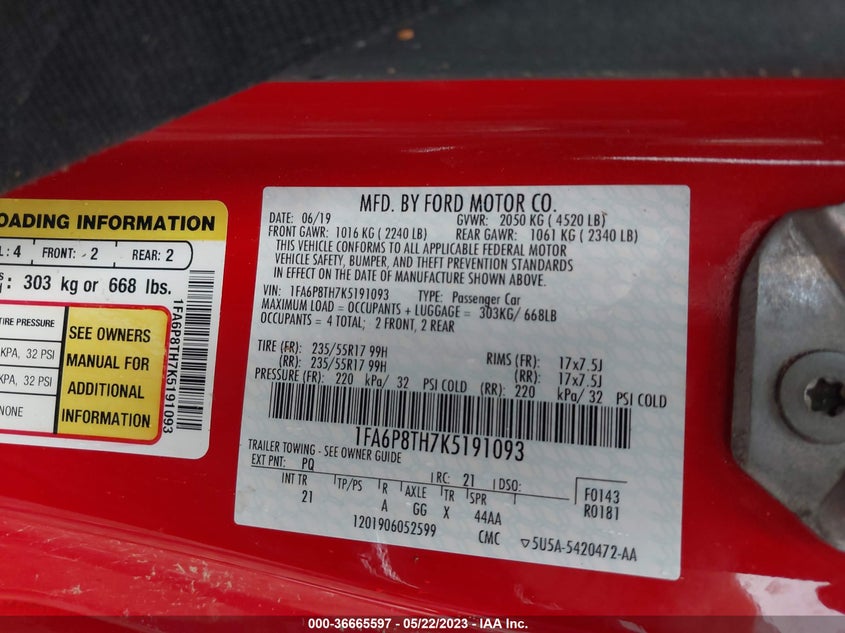 OADING INFORMATION
L: 4 FRONT: 2 REAR: 2
: 303 kg or 668 lbs.
TIRE PRESSURE
KPA, 32 PSI
KPA, 32 PSI
NONE
SEE OWNERS
MANUAL FOR
ADDITIONAL
INFORMATION
1FA6P8TH7K5191093
MFD. BY FORD MOTOR CO.
DATE: 06/19 GVWR: 2050 KG ( 4520 LB)
FRONT GAWR: 1016 KG ( 2240 LB) REAR GAWR: 1061 KG ( 2340 LB)
THIS VEHICLE CONFORMS TO ALL APPLICABLE FEDERAL MOTOR
VEHICLE SAFETY, BUMPER, AND THEFT PREVENTION STANDARDS
IN EFFECT ON THE DATE OF MANUFACTURE SHOWN ABOVE.
VIN: 1FA6P8TH7K5191093 TYPE: Passenger Car
MAXIMUM LOAD = OCCUPANTS + LUGGAGE = 303KG/ 668LB
OCCUPANTS = 4 TOTAL; 2 FRONT, 2 REAR
TIRE (FR): 235/55R17 99H RIMS (FR): 17x7.5J
(RR): 235/55R17 99H (RR): 17x7.5J
PRESSURE (FR): 220 kPa/ 32 PSI COLD (RR): 220 kPa/ 32 PSI COLD
1FA6P8TH7K5191093
TRAILER TOWING - SEE OWNER GUIDE
EXT PNT: PQ RC: 21 DSO:
INT TR TP/PS R AXLE TR SPR F0143
21 A GG X 44AA R0181
1201906052599 CMC ▽5U5A-5420472-AA
000-36665597 - 05/22/2023 - IAA Inc.